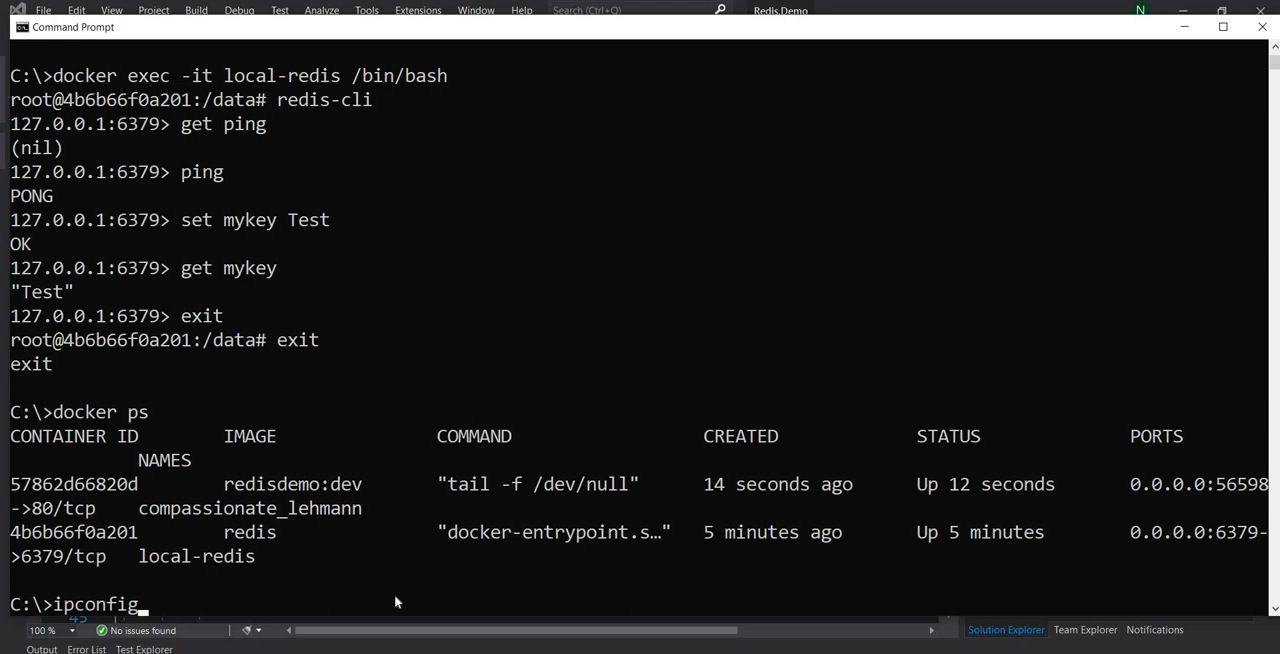 File Edit View Project Build Debug Test Analyze Tools Extensions Window Help Search (Ctrl+Q) Redis.Demo N
Command Prompt
C:\>docker exec -it local-redis /bin/bash
root@4b6b66f0a201:/data# redis-cli
127.0.0.1:6379> get ping
(nil)
127.0.0.1:6379> ping
PONG
127.0.0.1:6379> set mykey Test
OK
127.0.0.1:6379> get mykey
"Test"
127.0.0.1:6379> exit
root@4b6b66f0a201:/data# exit
exit
C:\>docker ps
CONTAINER ID IMAGE COMMAND CREATED STATUS PORTS
NAMES
57862d66820d redisdemo:dev "tail -f /dev/null" 14 seconds ago Up 12 seconds 0.0.0.0:56598
->80/tcp compassionate_lehmann
4b6b66f0a201 redis "docker-entrypoint.s…" 5 minutes ago Up 5 minutes 0.0.0.0:6379-
>6379/tcp local-redis
C:\>ipconfig
45
100 % No issues found Solution Explorer Team Explorer Notifications
Output Error List Test Explorer